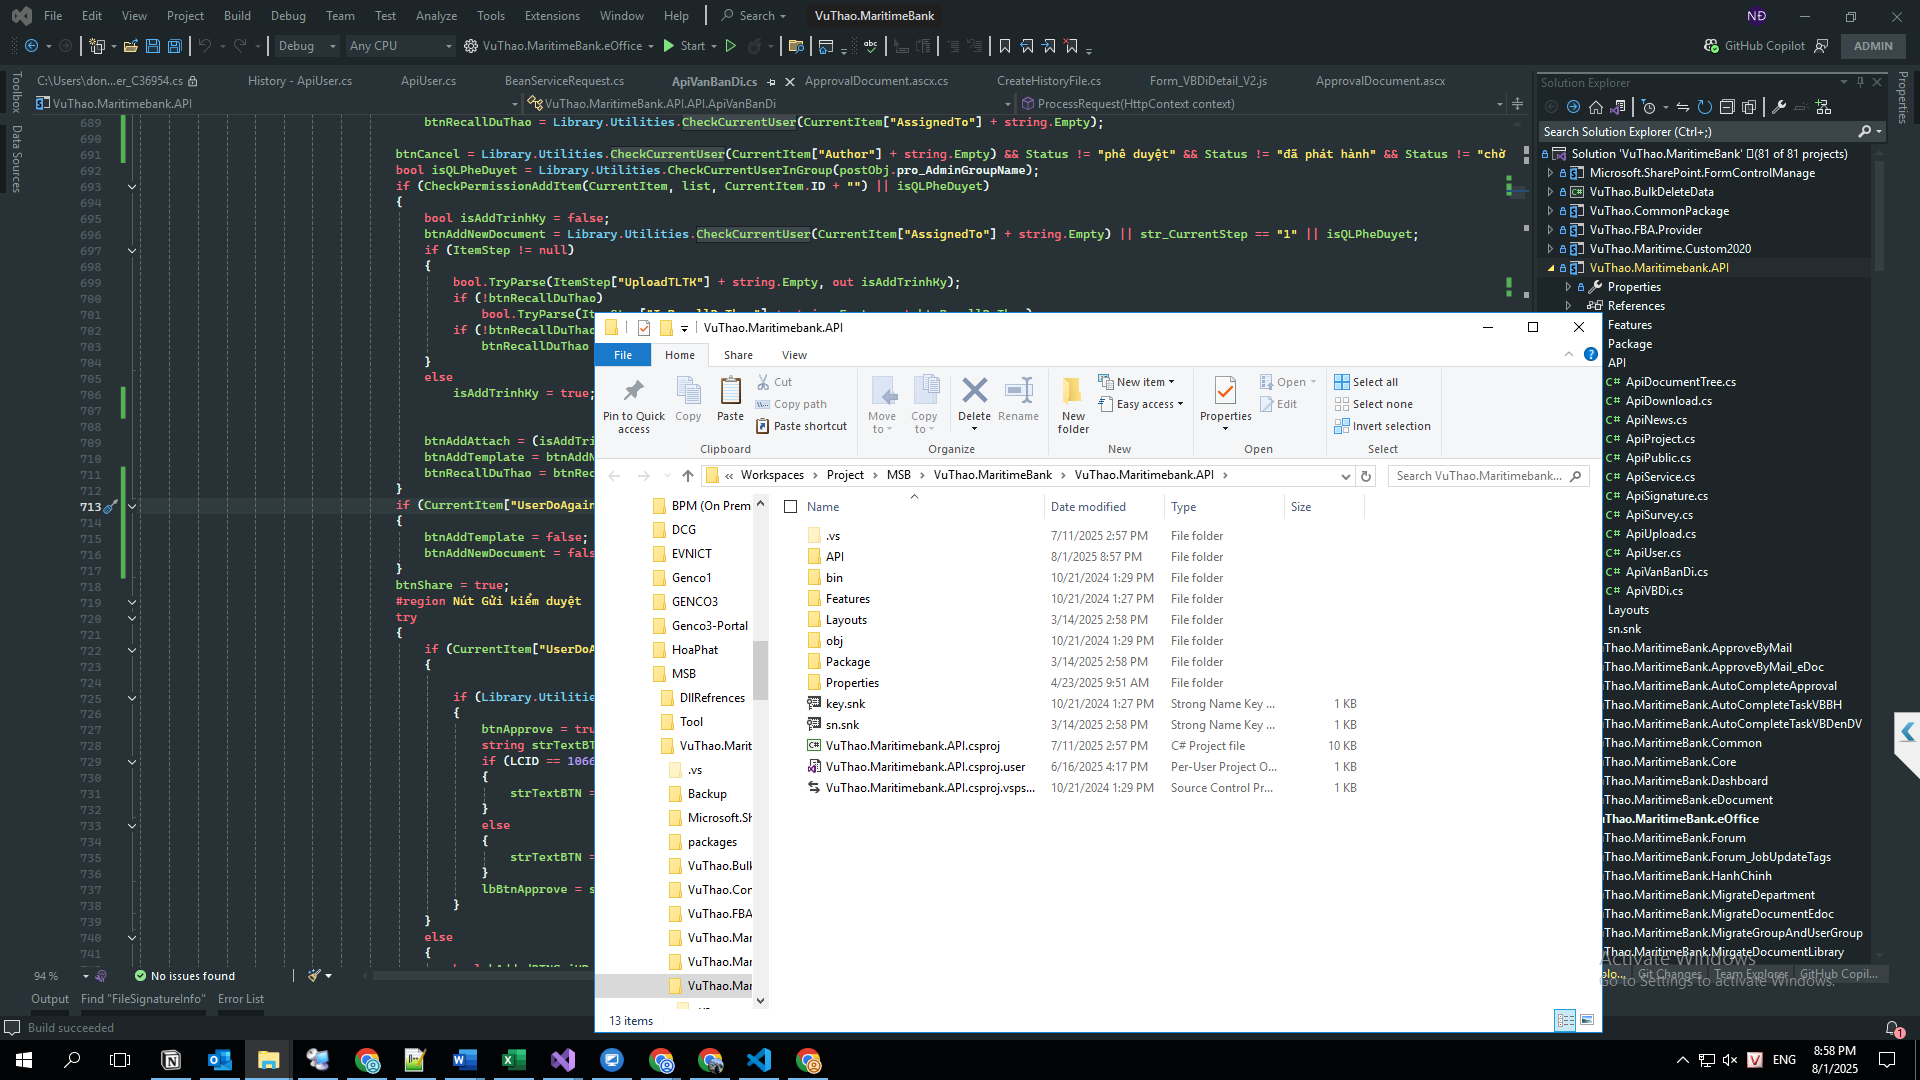 File Edit View Project Build Debug Team Test Analyze Tools Extensions Window Help Search VuThao.MaritimeBank NĐ
Debug Any CPU VuThao.MaritimeBank.eOffice Start GitHub Copilot ADMIN
C:\Users\don...er_C36954.cs History - ApiUser.cs ApiUser.cs BeanServiceRequest.cs ApiVanBanDi.cs ApprovalDocument.ascx.cs CreateHistoryFile.cs Form_VBDiDetail_V2.js ApprovalDocument.ascx
VuThao.Maritimebank.API VuThao.MaritimeBank.API.API.ApiVanBanDi ProcessRequest(HttpContext context)
Toolbox
Data Sources
689 btnRecallDuThao = Library.Utilities.CheckCurrentUser(CurrentItem["AssignedTo"] + string.Empty);
690
691 btnCancel = Library.Utilities.CheckCurrentUser(CurrentItem["Author"] + string.Empty) && Status != "phê duyệt" && Status != "đã phát hành" && Status != "chờ
692 bool isQLPheDuyet = Library.Utilities.CheckCurrentUserInGroup(postObj.pro_AdminGroupName);
693 if (CheckPermissionAddItem(CurrentItem, list, CurrentItem.ID + "") || isQLPheDuyet)
694 {
695 bool isAddTrinhKy = false;
696 btnAddNewDocument = Library.Utilities.CheckCurrentUser(CurrentItem["AssignedTo"] + string.Empty) || str_CurrentStep == "1" || isQLPheDuyet;
697 if (ItemStep != null)
698 {
699 bool.TryParse(ItemStep["UploadTLTK"] + string.Empty, out isAddTrinhKy);
700 if (!btnRecallDuThao)
701 bool.TryParse(It
702 if (!btnRecallDuThao
703 btnRecallDuThao
704 }
705 else
706 isAddTrinhKy = true;
707
708
709 btnAddAttach = (isAddTri
710 btnAddTemplate = btnAddN
711 btnRecallDuThao = btnRec
712 }
713 if (CurrentItem["UserDoAgain
714 {
715 btnAddTemplate = false;
716 btnAddNewDocument = fals
717 }
718 btnShare = true;
719 #region Nút Gửi kiểm duyệt
720 try
721 {
722 if (CurrentItem["UserDoA
723 {
724
725 if (Library.Utilitie
726 {
727 btnApprove = tru
728 string strTextBT
729 if (LCID == 1066
730 {
731 strTextBTN =
732 }
733 else
734 {
735 strTextBTN =
736 }
737 lbBtnApprove = s
738 }
739 }
740 else
741 {
94 % No issues found
Output Find "FileSignatureInfo" Error List
Build succeeded
VuThao.Maritimebank.API
File Home Share View
Pin to Quick access Copy Paste Cut Copy path Paste shortcut Move to Copy to Delete Rename New folder New item Easy access Properties Open Edit Select all Select none Invert selection
Clipboard Organize New Open Select
« Workspaces Project MSB VuThao.MaritimeBank VuThao.Maritimebank.API Search VuThao.Maritimebank...
BPM (On Prem
DCG
EVNICT
Genco1
GENCO3
Genco3-Portal
HoaPhat
MSB
DllRefrences
Tool
VuThao.Marit
.vs
Backup
Microsoft.Sh
packages
VuThao.Bulk
VuThao.Cor
VuThao.FBA
VuThao.Mar
VuThao.Mar
VuThao.Mar
Name Date modified Type Size
.vs 7/11/2025 2:57 PM File folder
API 8/1/2025 8:57 PM File folder
bin 10/21/2024 1:29 PM File folder
Features 10/21/2024 1:27 PM File folder
Layouts 3/14/2025 2:58 PM File folder
obj 10/21/2024 1:29 PM File folder
Package 3/14/2025 2:58 PM File folder
Properties 4/23/2025 9:51 AM File folder
key.snk 10/21/2024 1:27 PM Strong Name Key ... 1 KB
sn.snk 3/14/2025 2:58 PM Strong Name Key ... 1 KB
VuThao.Maritimebank.API.csproj 7/11/2025 2:57 PM C# Project file 10 KB
VuThao.Maritimebank.API.csproj.user 6/16/2025 4:17 PM Per-User Project O... 1 KB
VuThao.Maritimebank.API.csproj.vsps... 10/21/2024 1:29 PM Source Control Pr... 1 KB
13 items
Solution Explorer
Search Solution Explorer (Ctrl+;)
Solution 'VuThao.MaritimeBank' (81 of 81 projects)
Microsoft.SharePoint.FormControlManage
VuThao.BulkDeleteData
VuThao.CommonPackage
VuThao.FBA.Provider
VuThao.Maritime.Custom2020
VuThao.Maritimebank.API
Properties
References
Features
Package
API
C# ApiDocumentTree.cs
C# ApiDownload.cs
C# ApiNews.cs
C# ApiProject.cs
C# ApiPublic.cs
C# ApiService.cs
C# ApiSignature.cs
C# ApiSurvey.cs
C# ApiUpload.cs
C# ApiUser.cs
C# ApiVanBanDi.cs
C# ApiVBDi.cs
Layouts
sn.snk
Thao.MaritimeBank.ApproveByMail
Thao.MaritimeBank.ApproveByMail_eDoc
Thao.MaritimeBank.AutoCompleteApproval
Thao.MaritimeBank.AutoCompleteTaskVBBH
Thao.MaritimeBank.AutoCompleteTaskVBDenDV
Thao.MaritimeBank.Common
Thao.MaritimeBank.Core
Thao.MaritimeBank.Dashboard
Thao.MaritimeBank.eDocument
Thao.MaritimeBank.eOffice
Thao.MaritimeBank.Forum
Thao.MaritimeBank.Forum_JobUpdateTags
Thao.MaritimeBank.HanhChinh
Thao.MaritimeBank.MigrateDepartment
Thao.MaritimeBank.MigrateDocumentEdoc
Thao.MaritimeBank.MigrateGroupAndUserGroup
Thao.MaritimeBank.MirgateDocumentLibrary
plo... Git Changes Team Explorer GitHub Copil...
Activate Windows
Go to Settings to activate Windows.
Properties
1
ENG
8:58 PM
8/1/2025